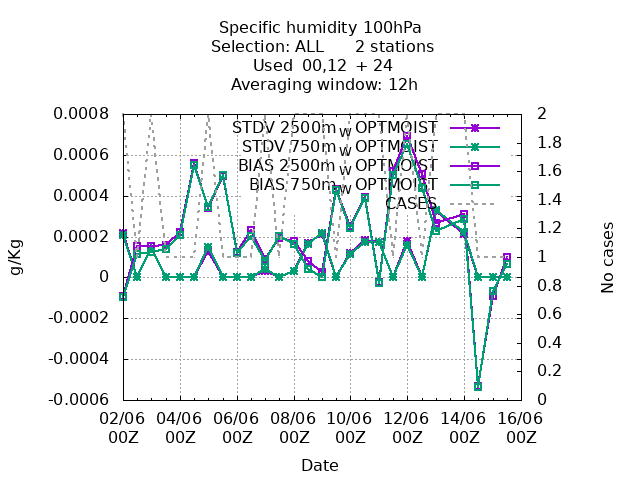 Specific humidity 100hPa
Selection: ALL 2 stations
Used 00,12 + 24
Averaging window: 12h
STDV 2500m_W OPTMOIST
STDV 750m_W OPTMOIST
BIAS 2500m_W OPTMOIST
BIAS 750m_W OPTMOIST
CASES
g/Kg
0.0008
0.0006
0.0004
0.0002
0
-0.0002
-0.0004
-0.0006
No cases
2
1.8
1.6
1.4
1.2
1
0.8
0.6
0.4
0.2
0
02/06 04/06 06/06 08/06 10/06 12/06 14/06 16/06
00Z 00Z 00Z 00Z 00Z 00Z 00Z 00Z
Date